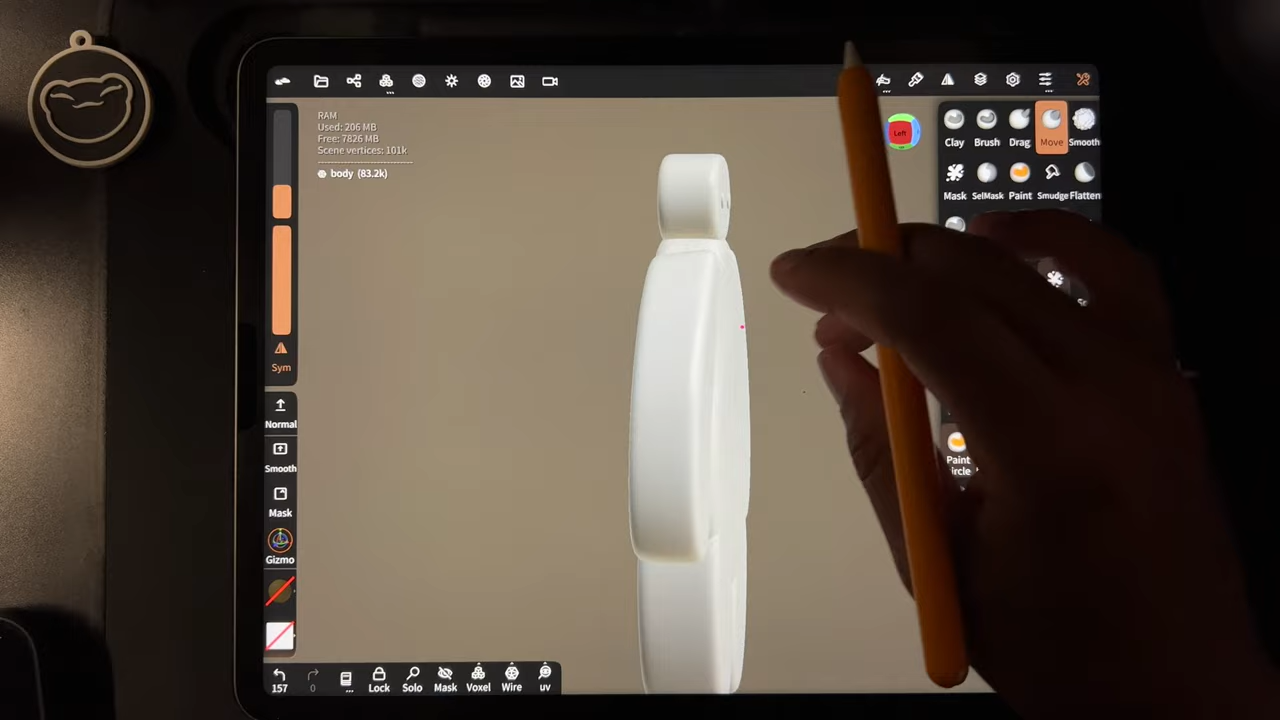 RAM
Used: 206 MB
Free: 7826 MB
Scene vertices: 101k
body (83.2k)
Left
Clay Brush Drag Move Smooth
Mask SelMask Paint Smudge Flatten
Paint
Sym
Normal
Smooth
Mask
Gizmo
157 0 Lock Solo Mask Voxel Wire uv